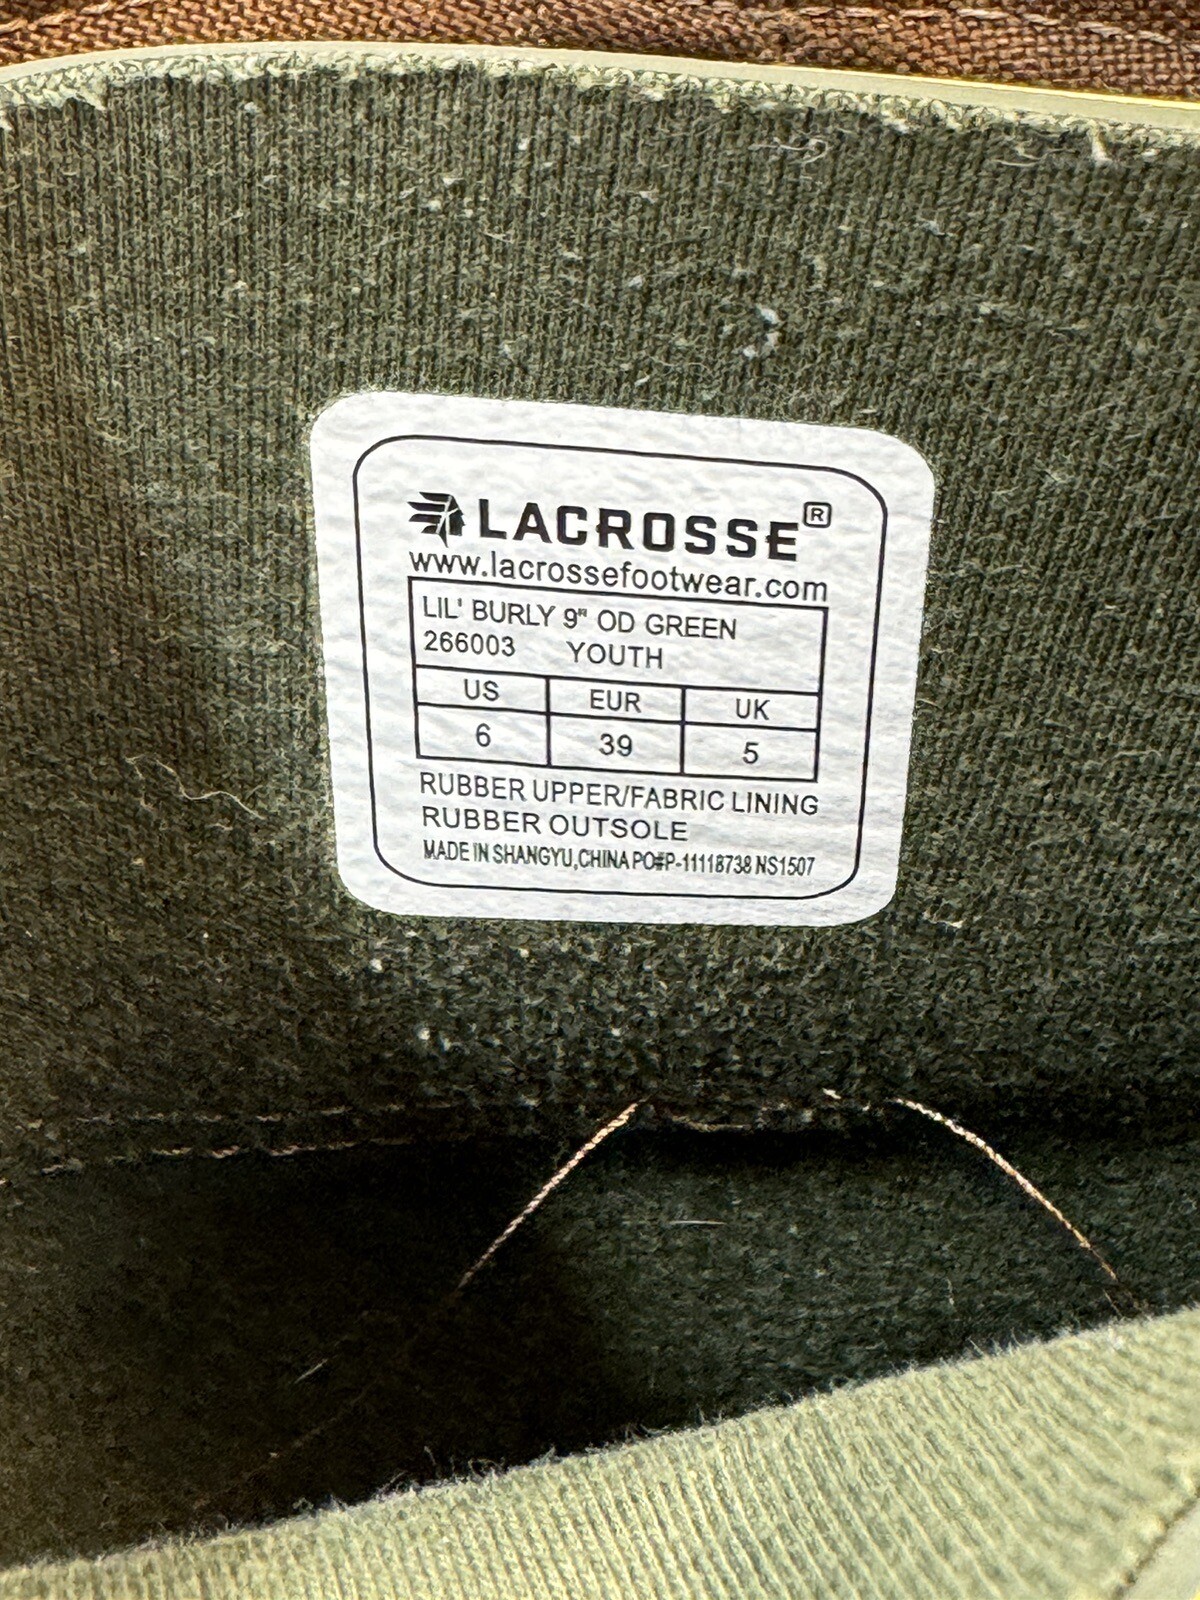 LACROSSE®
www.lacrossefootwear.com
LIL' BURLY 9" OD GREEN
266003 YOUTH
US EUR UK
6 39 5
RUBBER UPPER/FABRIC LINING
RUBBER OUTSOLE
MADE IN SHANGYU,CHINA PO#P-11118738 NS1507